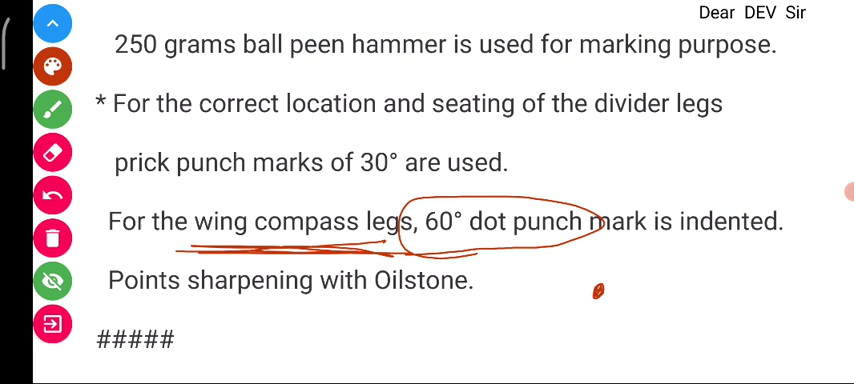 Dear DEV Sir
250 grams ball peen hammer is used for marking purpose.
* For the correct location and seating of the divider legs
prick punch marks of 30° are used.
For the wing compass legs, 60° dot punch mark is indented.
Points sharpening with Oilstone.
#####